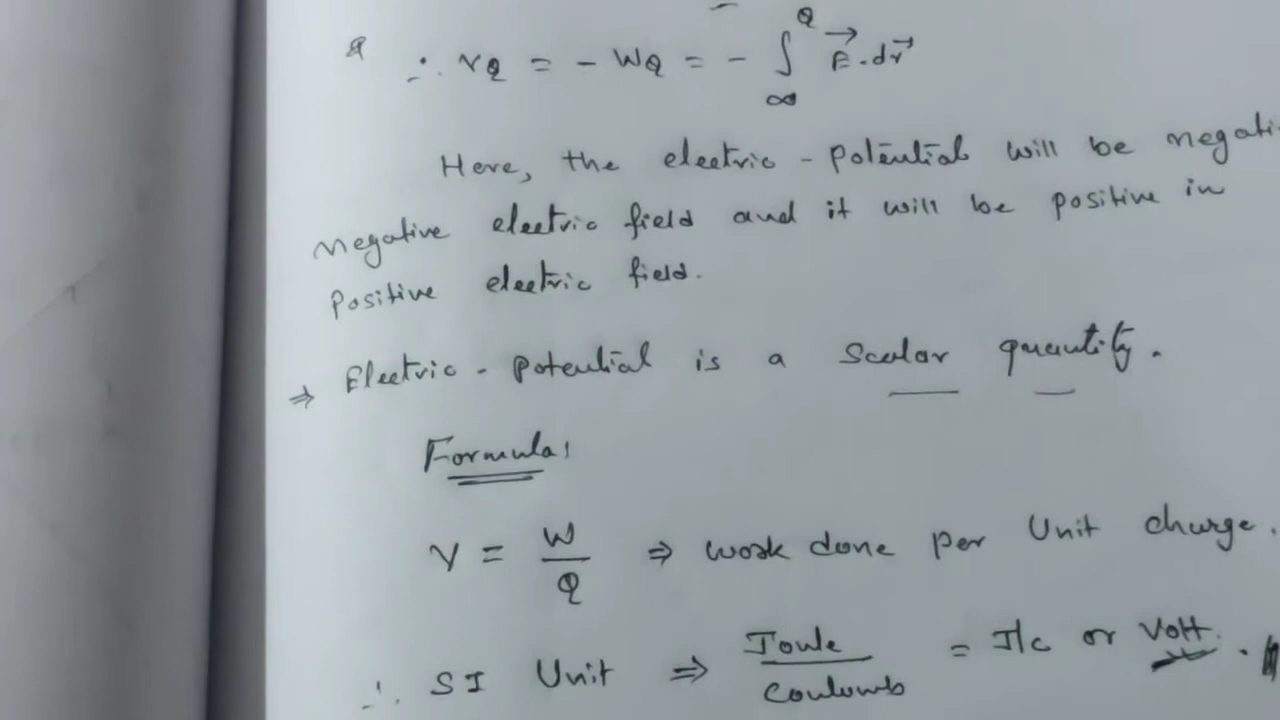 ∴ VQ = - WQ = - ∫∞^Q E⃗.dr⃗
Here, the electric - potential will be negati
negative electric field and it will be positive in
positive electric field.
⇒ Electric - potential is a scalar quantity.
Formula:
V = W/Q ⇒ work done per Unit charge.
∴ SI Unit ⇒ Joule/Coulomb = J/c or Volt.